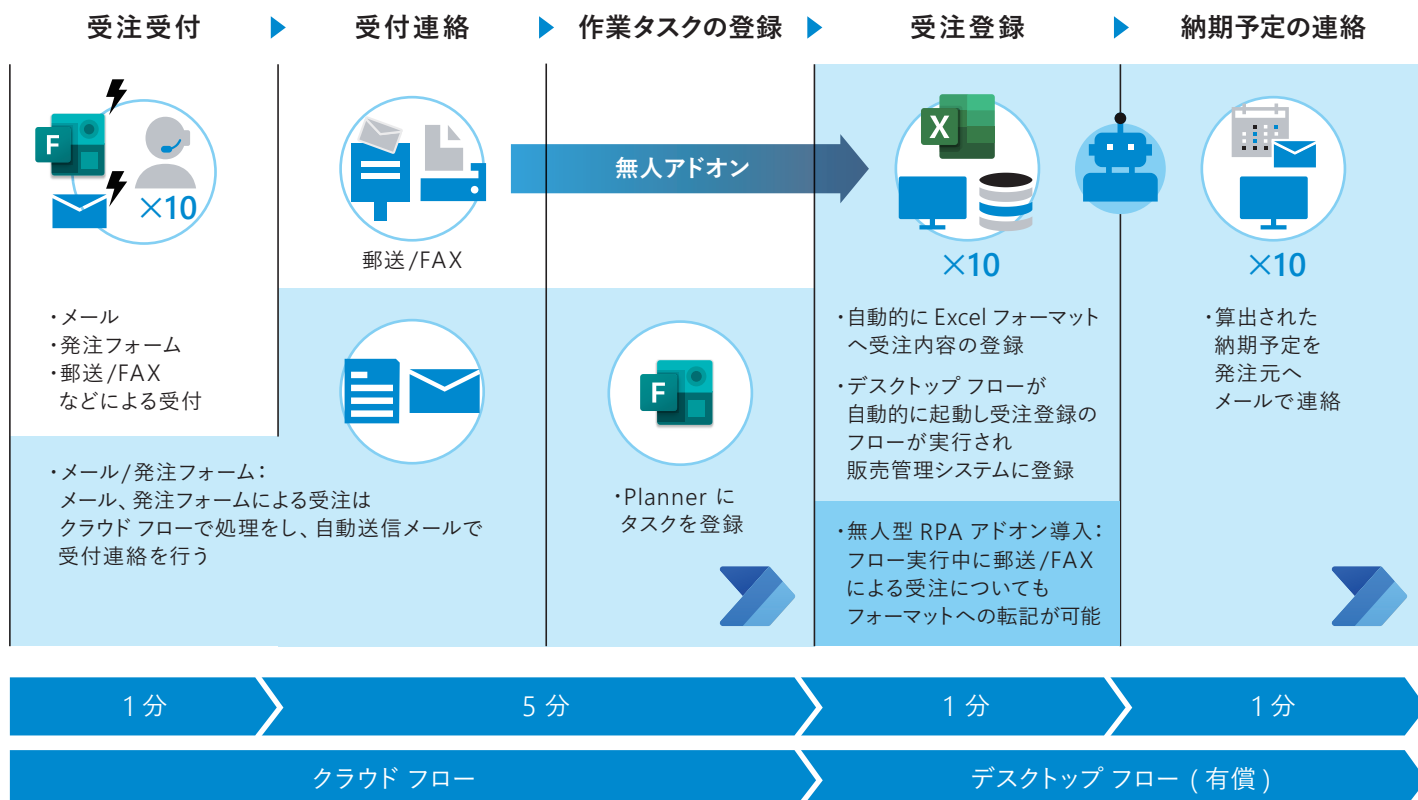 受注受付
受付連絡
作業タスクの登録
受注登録
納期予定の連絡
F
×10
郵送/FAX
無人アドオン
X
×10
×10
・メール
・発注フォーム
・郵送/FAX
などによる受付
・メール/発注フォーム：
メール、発注フォームによる受注は
クラウド フローで処理をし、自動送信メールで
受付連絡を行う
F
・Planner に
タスクを登録
・自動的に Excel フォーマット
へ受注内容の登録
・デスクトップ フローが
自動的に起動し受注登録の
フローが実行され
販売管理システムに登録
・無人型 RPA アドオン導入：
フロー実行中に郵送/FAX
による受注についても
フォーマットへの転記が可能
・算出された
納期予定を
発注元へ
メールで連絡
1 分
5 分
1 分
1 分
クラウド フロー
デスクトップ フロー ( 有償 )